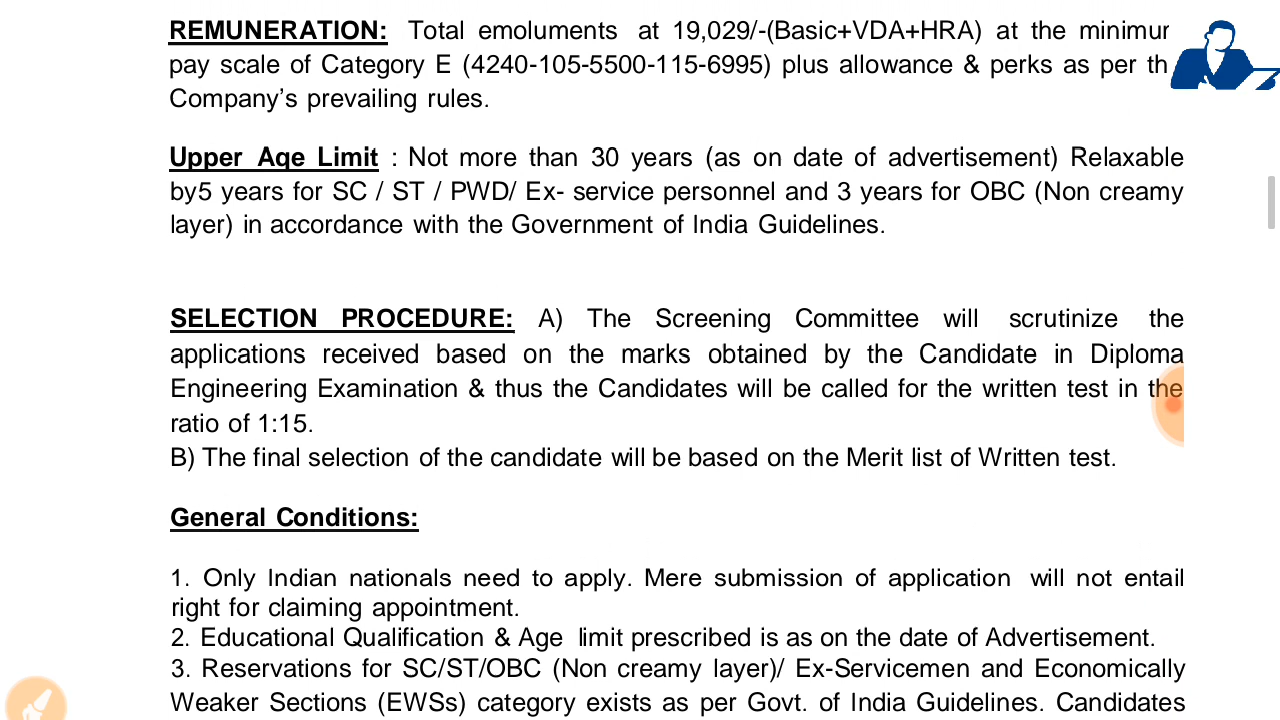 REMUNERATION: Total emoluments at 19,029/-(Basic+VDA+HRA) at the minimur
pay scale of Category E (4240-105-5500-115-6995) plus allowance & perks as per th
Company’s prevailing rules.
Upper Aqe Limit : Not more than 30 years (as on date of advertisement) Relaxable
by5 years for SC / ST / PWD/ Ex- service personnel and 3 years for OBC (Non creamy
layer) in accordance with the Government of India Guidelines.
SELECTION PROCEDURE: A) The Screening Committee will scrutinize the
applications received based on the marks obtained by the Candidate in Diploma
Engineering Examination & thus the Candidates will be called for the written test in the
ratio of 1:15.
B) The final selection of the candidate will be based on the Merit list of Written test.
General Conditions:
1. Only Indian nationals need to apply. Mere submission of application will not entail
right for claiming appointment.
2. Educational Qualification & Age limit prescribed is as on the date of Advertisement.
3. Reservations for SC/ST/OBC (Non creamy layer)/ Ex-Servicemen and Economically
Weaker Sections (EWSs) category exists as per Govt. of India Guidelines. Candidates